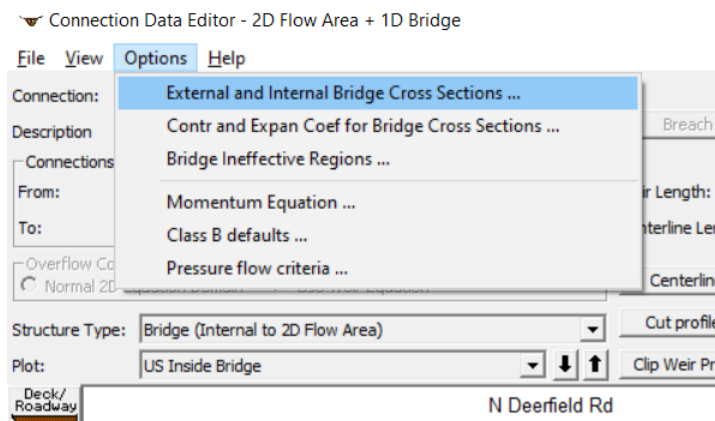 Connection Data Editor - 2D Flow Area + 1D Bridge
File View Options Help
Connection:
External and Internal Bridge Cross Sections ...
Description
Contr and Expan Coef for Bridge Cross Sections ...
Breach
Connections
Bridge Ineffective Regions ...
From:
Momentum Equation ...
ir Length:
To:
Class B defaults ...
nterline Len
Overflow Co
Pressure flow criteria ...
Normal 2D
Centerline
Structure Type: Bridge (Internal to 2D Flow Area)
Cut profile
Plot: US Inside Bridge
Clip Weir Pr
Deck/
Roadway
N Deerfield Rd